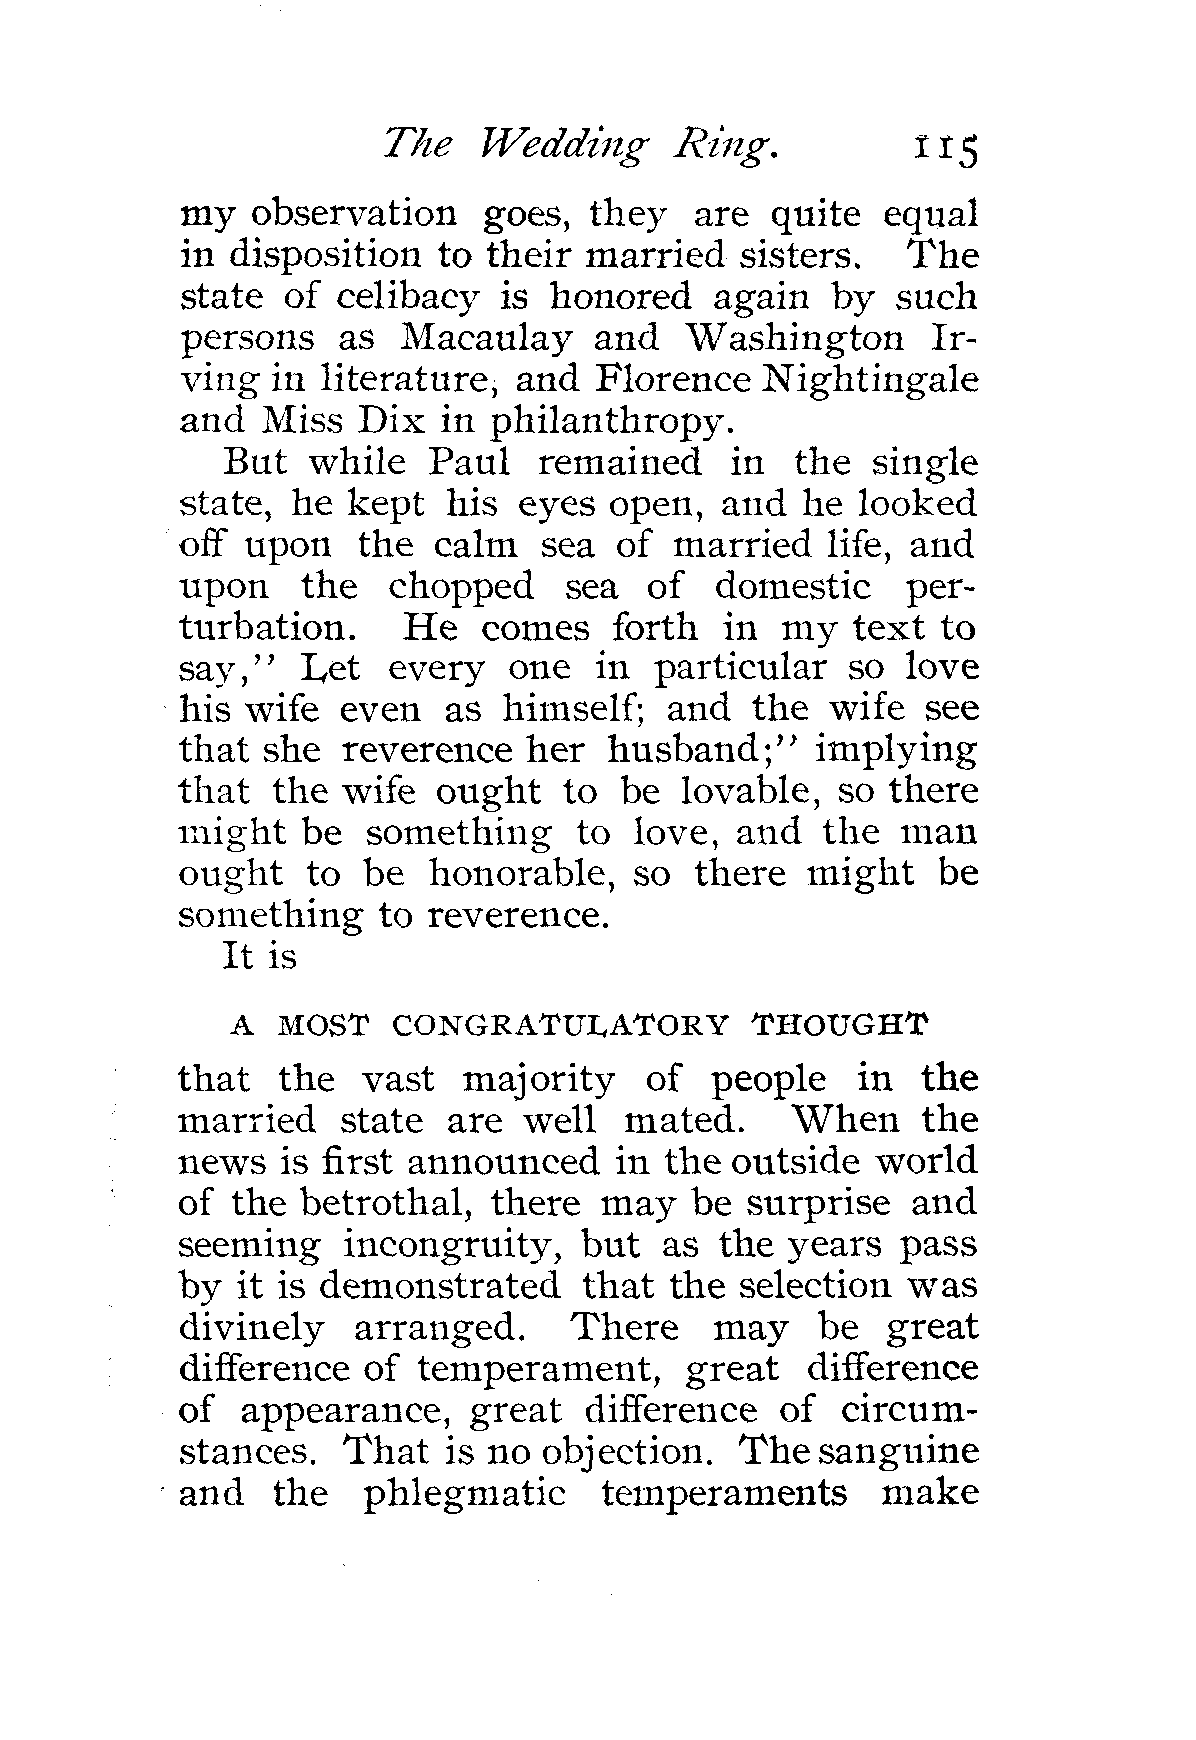 The Wedding Ring. 115
my observation goes, they are quite equal
in disposition to their married sisters. The
state of celibacy is honored again by such
persons as Macaulay and Washington Ir-
ving in literature, and Florence Nightingale
and Miss Dix in philanthropy.
But while Paul remained in the single
state, he kept his eyes open, and he looked
off upon the calm sea of married life, and
upon the chopped sea of domestic per-
turbation. He comes forth in my text to
say,'' Let every one in particular so love
his wife even as himself; and the wife see
that she reverence her husband;'' implying
that the wife ought to be lovable, so there
might be something to love, and the man
ought to be honorable, so there might be
something to reverence.
It is
A MOST CONGRATULATORY THOUGHT
that the vast majority of people in the
married state are well mated. When the
news is first announced in the outside world
of the betrothal, there may be surprise and
seeming incongruity, but as the years pass
by it is demonstrated that the selection was
divinely arranged. There may be great
difference of temperament, great difference
of appearance, great difference of circum-
stances. That is no objection. The sanguine
and the phlegmatic temperaments make